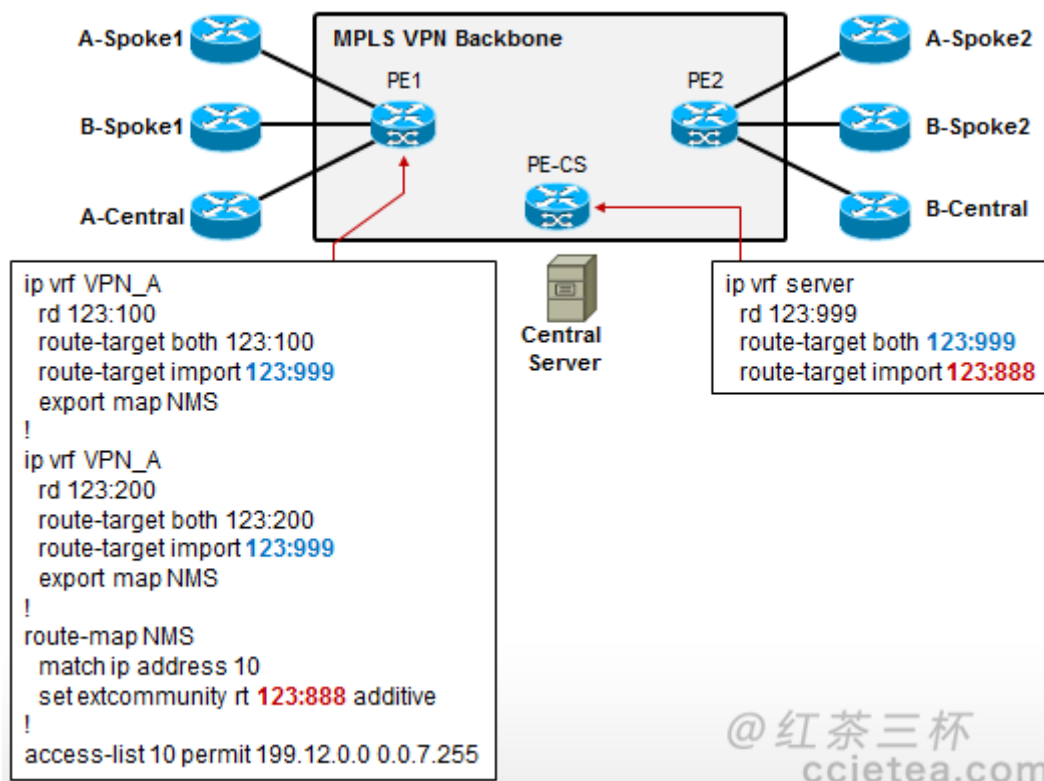 A-Spoke1
MPLS VPN Backbone
A-Spoke2
PE1
PE2
B-Spoke1
B-Spoke2
PE-CS
A-Central
B-Central
ip vrf VPN_A
rd 123:100
route-target both 123:100
route-target import 123:999
export map NMS
!
ip vrf VPN_A
rd 123:200
route-target both 123:200
route-target import 123:999
export map NMS
!
route-map NMS
match ip address 10
set extcommunity rt 123:888 additive
!
access-list 10 permit 199.12.0.0 0.0.7.255
Central
Server
ip vrf server
rd 123:999
route-target both 123:999
route-target import 123:888
@红茶三杯
ccietea.com